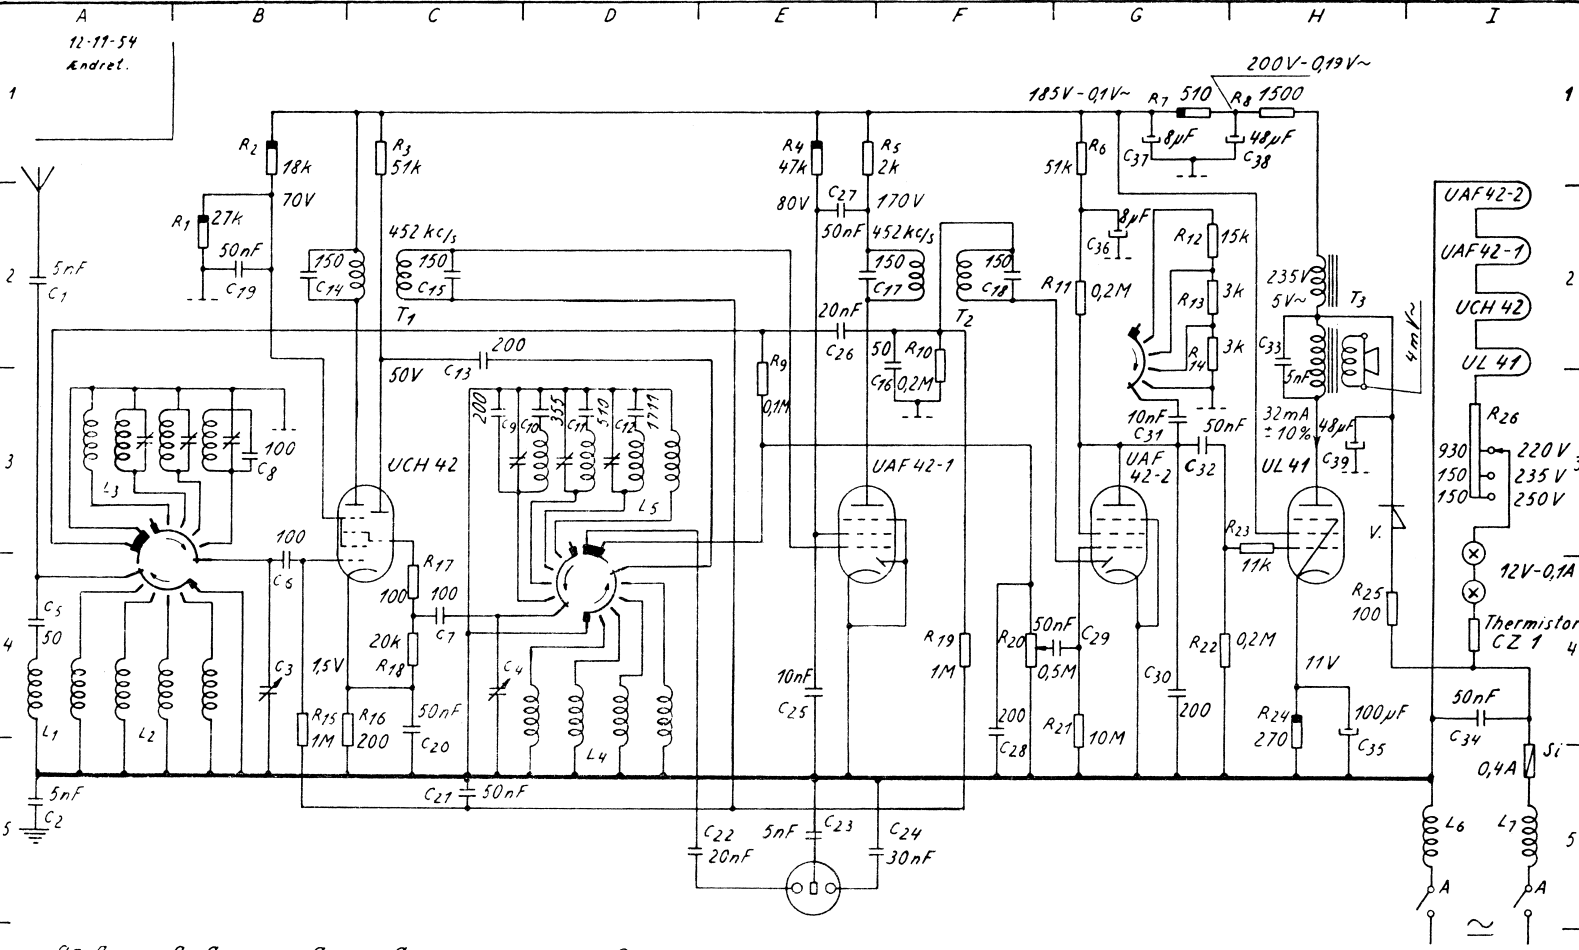 A B C D E F G H I
12-11-54
Ændret.
200V-0,19V~
1
185V-0,1V~
R7 510 R8 1500
1
R2
18k
R3
51k
R4
47k
R5
2k
R6
51k
8µF
C37
48µF
C38
70V
R1 27k
80V
C27
170V
50nF
UAF42-2
452kc/s
452kc/s
8µF
C36
R12 15k
50nF
C19
UAF42-1
5nF
C1
2
150
C14
150
C15
150
C17
150
C18
R11 0,2M
R13 3k
235V
5V~
T3
UCH 42
2
T1
20nF
C26
T2
R14 3k
4mV~
UL41
200
C13
50V
R9
0,1M
50
C16
R10
0,2M
C33
5nF
200
C9
C10
355
C11
510
C12
1711
10nF
C31
50nF
C32
32mA
±10%
48µF
C39
R26
3
100
C8
L3
UCH 42
L5
UAF42-1
UAF
42-2
UL41
930 220V
150 235V
150 250V
3
100
C6
R17
100
R23
11k
V.
12V-0,1A
C5
50
100
C7
R25
100
4
20k
R18
R19
1M
R20
0,5M
50nF
C29
R22 0,2M
Thermistor
CZ 1
4
C3
1,5V
C4
10nF
C25
C30
200
11V
50nF
C34
L1
L2
R15
1M
R16
200
50nF
C20
L4
200
C28
R21
10M
R24
270
100µF
C35
Si
0,4A
5nF
C2
C21 50nF
5
C22
20nF
5nF
C23
C24
30nF
L6
L7
5
A
A
≃